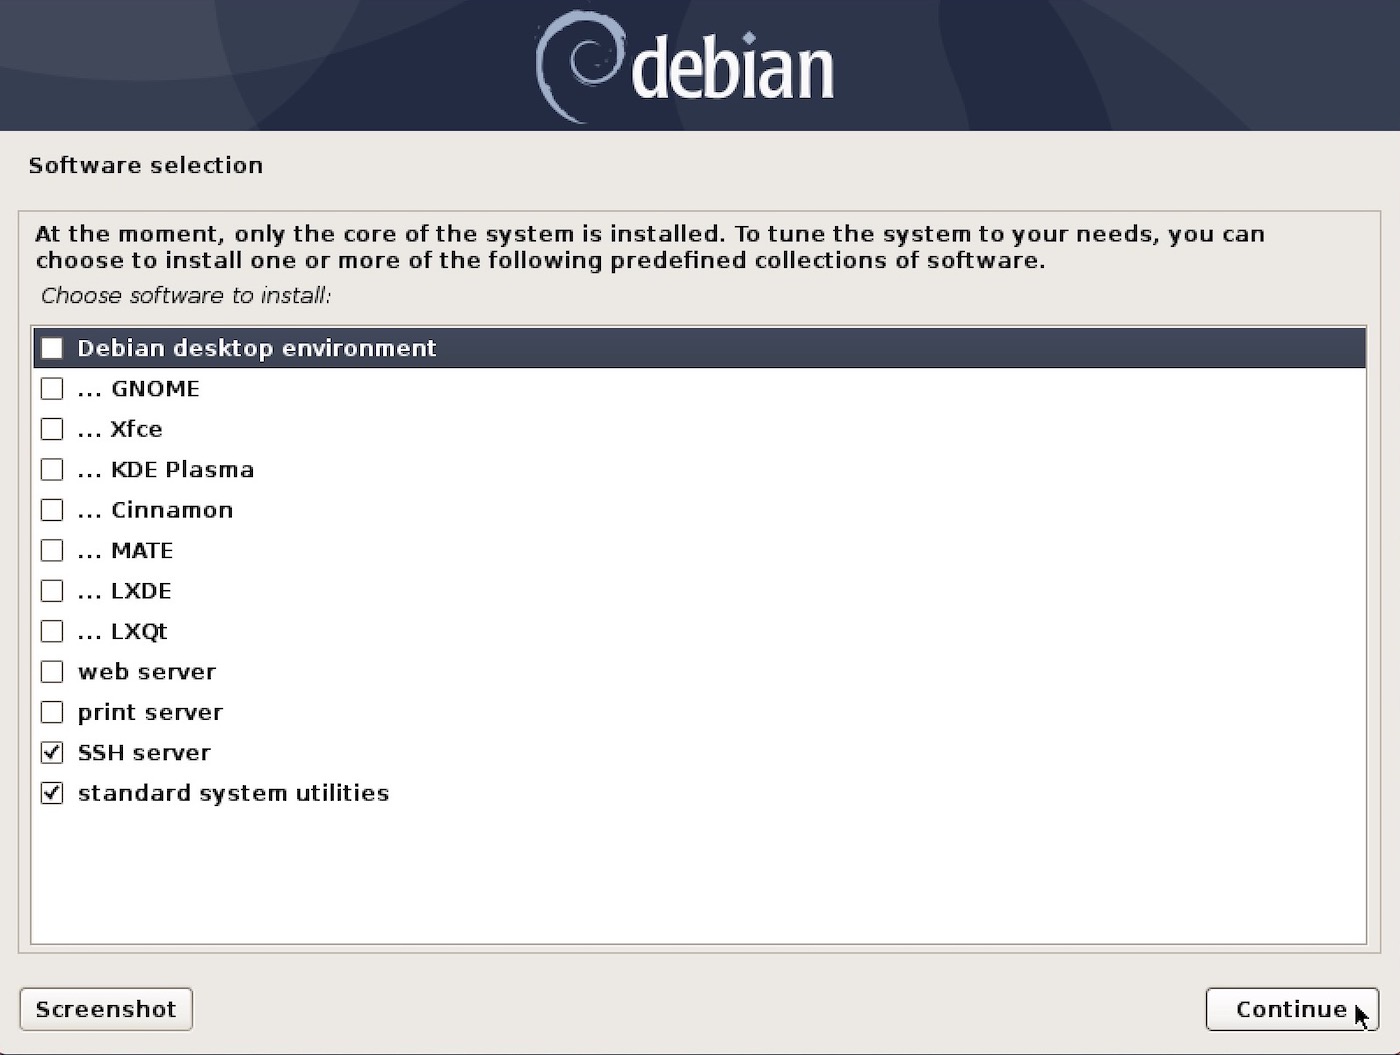 debian
Software selection
At the moment, only the core of the system is installed. To tune the system to your needs, you can
choose to install one or more of the following predefined collections of software.
Choose software to install:
Debian desktop environment
... GNOME
... Xfce
... KDE Plasma
... Cinnamon
... MATE
... LXDE
... LXQt
web server
print server
SSH server
standard system utilities
Screenshot
Continue